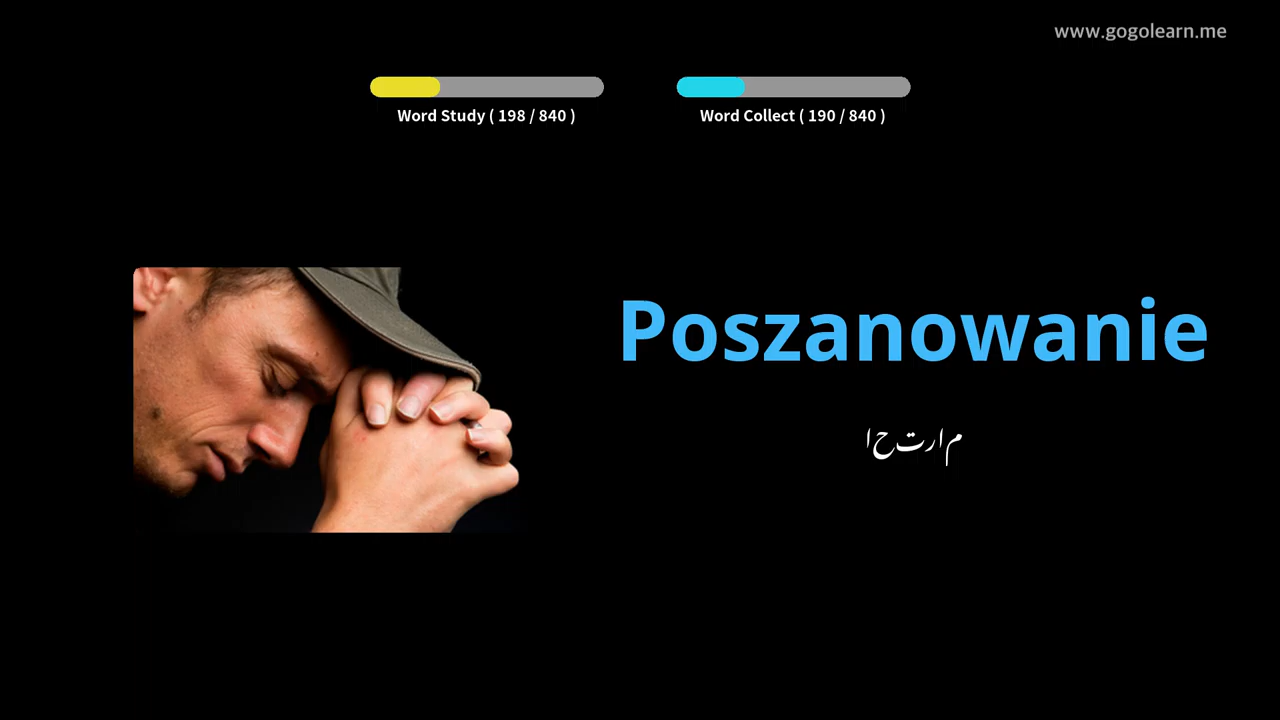 www.gogolearn.me
Word Study ( 198 / 840 )
Word Collect ( 190 / 840 )
Poszanowanie
احترام